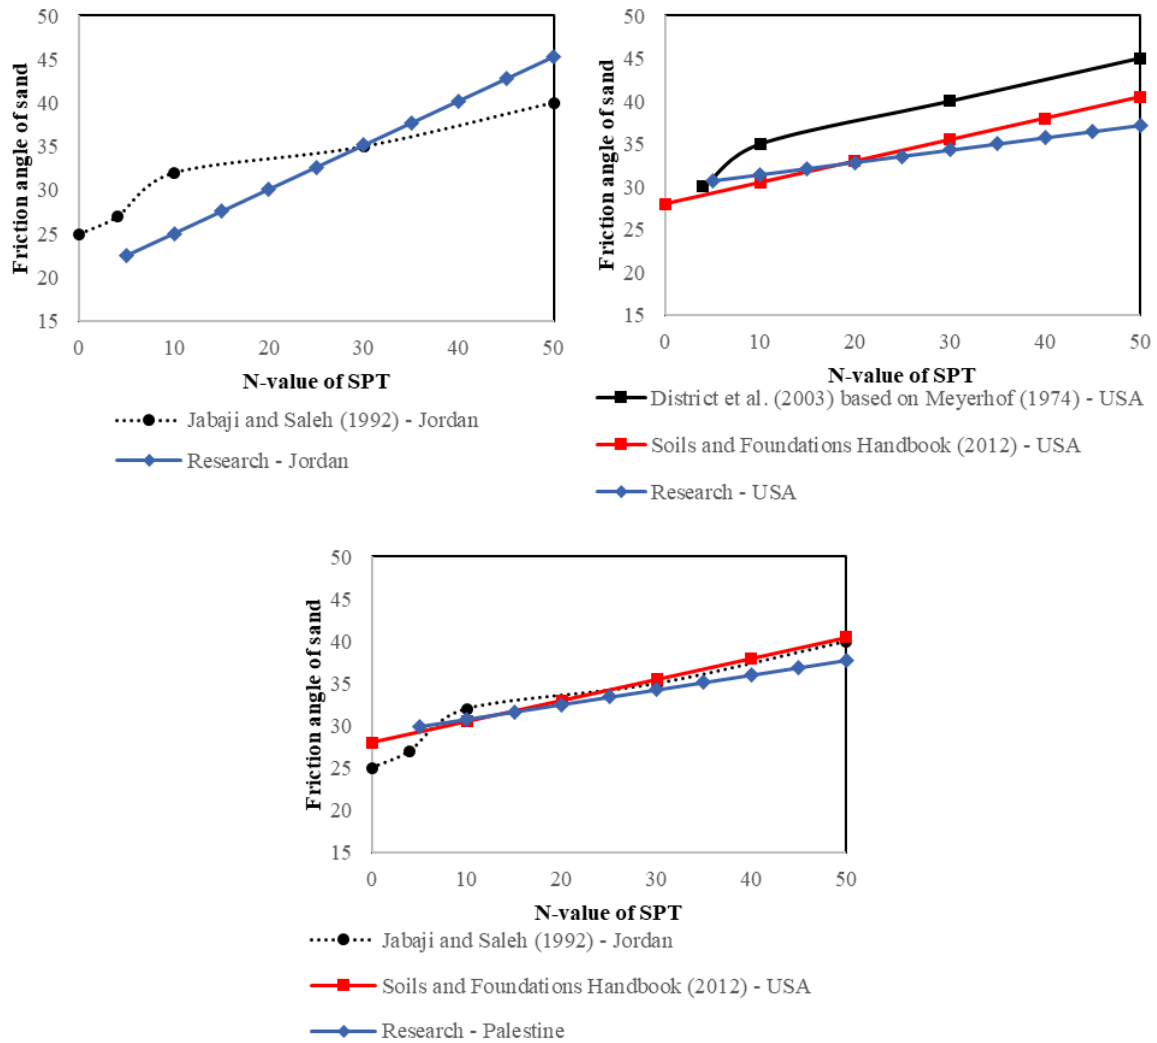 50
45
40
35
30
25
20
15
Friction angle of sand
0 10 20 30 40 50
N-value of SPT
Jabaji and Saleh (1992) - Jordan
Research - Jordan
50
45
40
35
30
25
20
15
Friction angle of sand
0 10 20 30 40 50
N-value of SPT
District et al. (2003) based on Meyerhof (1974) - USA
Soils and Foundations Handbook (2012) - USA
Research - USA
50
45
40
35
30
25
20
15
Friction angle of sand
0 10 20 30 40 50
N-value of SPT
Jabaji and Saleh (1992) - Jordan
Soils and Foundations Handbook (2012) - USA
Research - Palestine